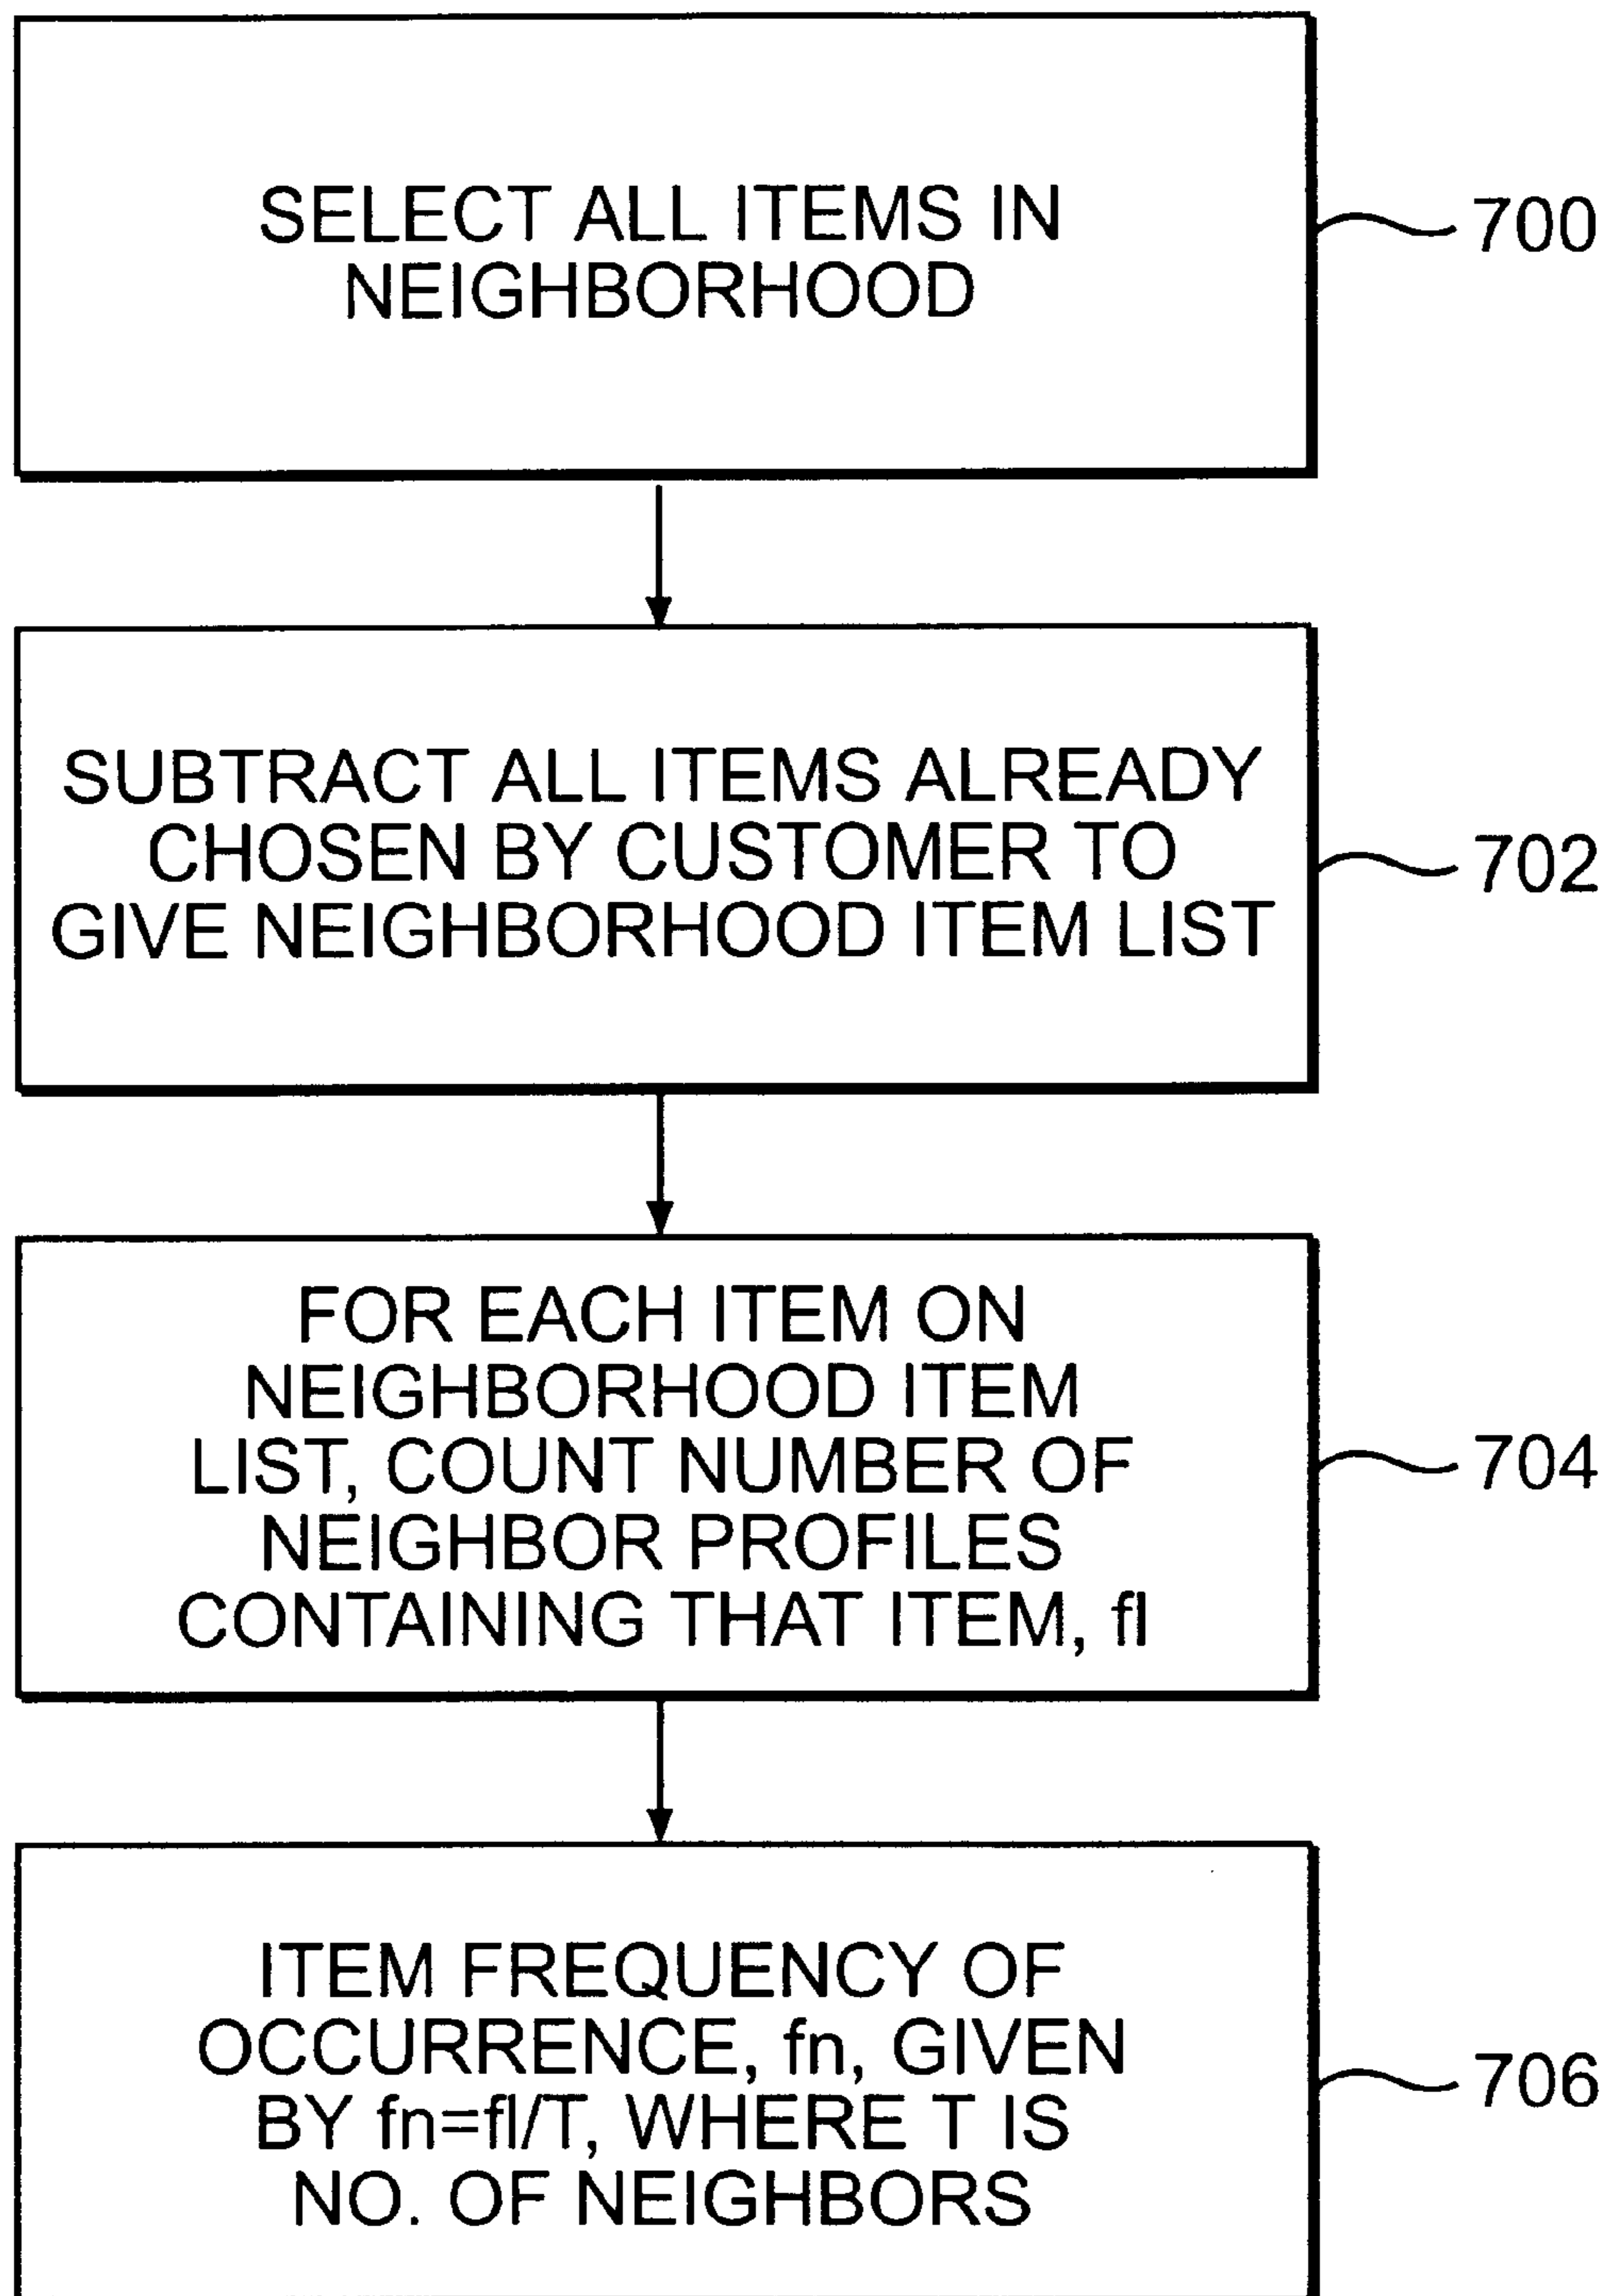 SELECT ALL ITEMS IN
NEIGHBORHOOD
700
SUBTRACT ALL ITEMS ALREADY
CHOSEN BY CUSTOMER TO
GIVE NEIGHBORHOOD ITEM LIST
702
FOR EACH ITEM ON
NEIGHBORHOOD ITEM
LIST, COUNT NUMBER OF
NEIGHBOR PROFILES
CONTAINING THAT ITEM, fl
704
ITEM FREQUENCY OF
OCCURRENCE, fn, GIVEN
BY fn=fl/T, WHERE T IS
NO. OF NEIGHBORS
706